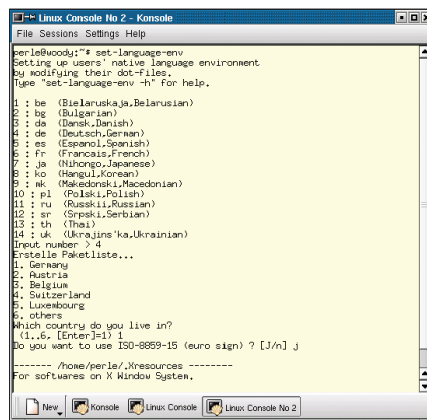 Linux Console No 2 - Konsole
File Sessions Settings Help
perle@woody:~$ set-language-env
Setting up users' native language environment
by modifying their dot-files.
Type "set-language-env -h" for help.
1 : be (Bielaruskaja,Belarusian)
2 : bg (Bulgarian)
3 : da (Dansk,Danish)
4 : de (Deutsch,German)
5 : es (Espanol,Spanish)
6 : fr (Francais,French)
7 : ja (Nihongo,Japanese)
8 : ko (Hangul,Korean)
9 : mk (Makedonski,Macedonian)
10 : pl (Polski,Polish)
11 : ru (Russkii,Russian)
12 : sr (Srpski,Serbian)
13 : th (Thai)
14 : uk (Ukrajins'ka,Ukrainian)
Input number > 4
Erstelle Paketliste...
1. Germany
2. Austria
3. Belgium
4. Switzerland
5. Luxembourg
6. others
Which country do you live in?
(1..6, [Enter]=1) 1
Do you want to use ISO-8859-15 (euro sign) ? [J/n] j
------- /home/perle/.Xresources --------
For softwares on X Window System.
New Konsole Linux Console Linux Console No 2